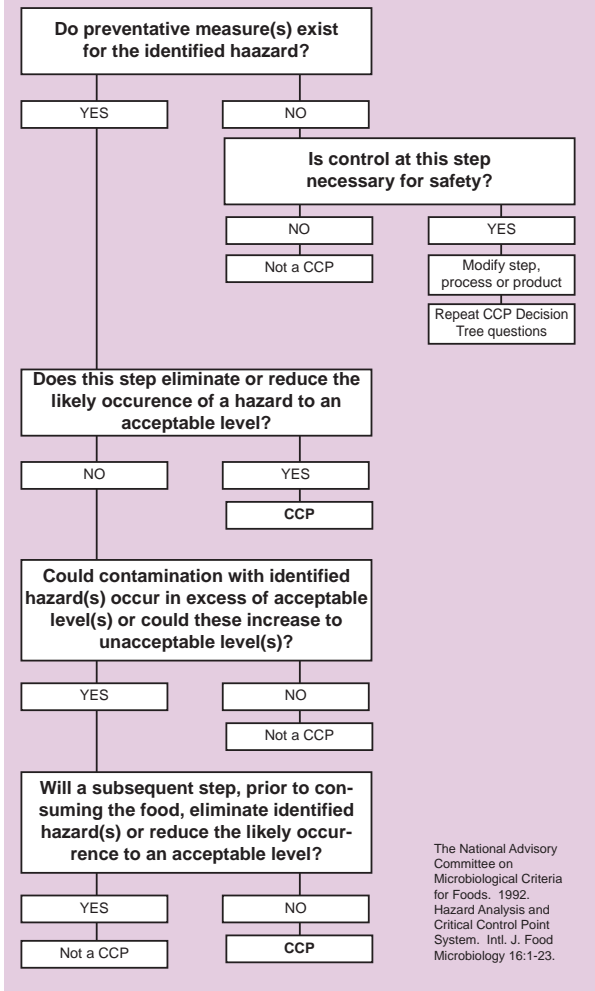 Do preventative measure(s) exist
for the identified haazard?
YES
NO
Is control at this step
necessary for safety?
NO
YES
Not a CCP
Modify step,
process or product
Repeat CCP Decision
Tree questions
Does this step eliminate or reduce the
likely occurence of a hazard to an
acceptable level?
NO
YES
CCP
Could contamination with identified
hazard(s) occur in excess of acceptable
level(s) or could these increase to
unacceptable level(s)?
YES
NO
Not a CCP
Will a subsequent step, prior to con-
suming the food, eliminate identified
hazard(s) or reduce the likely occur-
rence to an acceptable level?
YES
NO
Not a CCP
CCP
The National Advisory
Committee on
Microbiological Criteria
for Foods.  1992.
Hazard Analysis and
Critical Control Point
System.  Intl. J. Food
Microbiology 16:1-23.